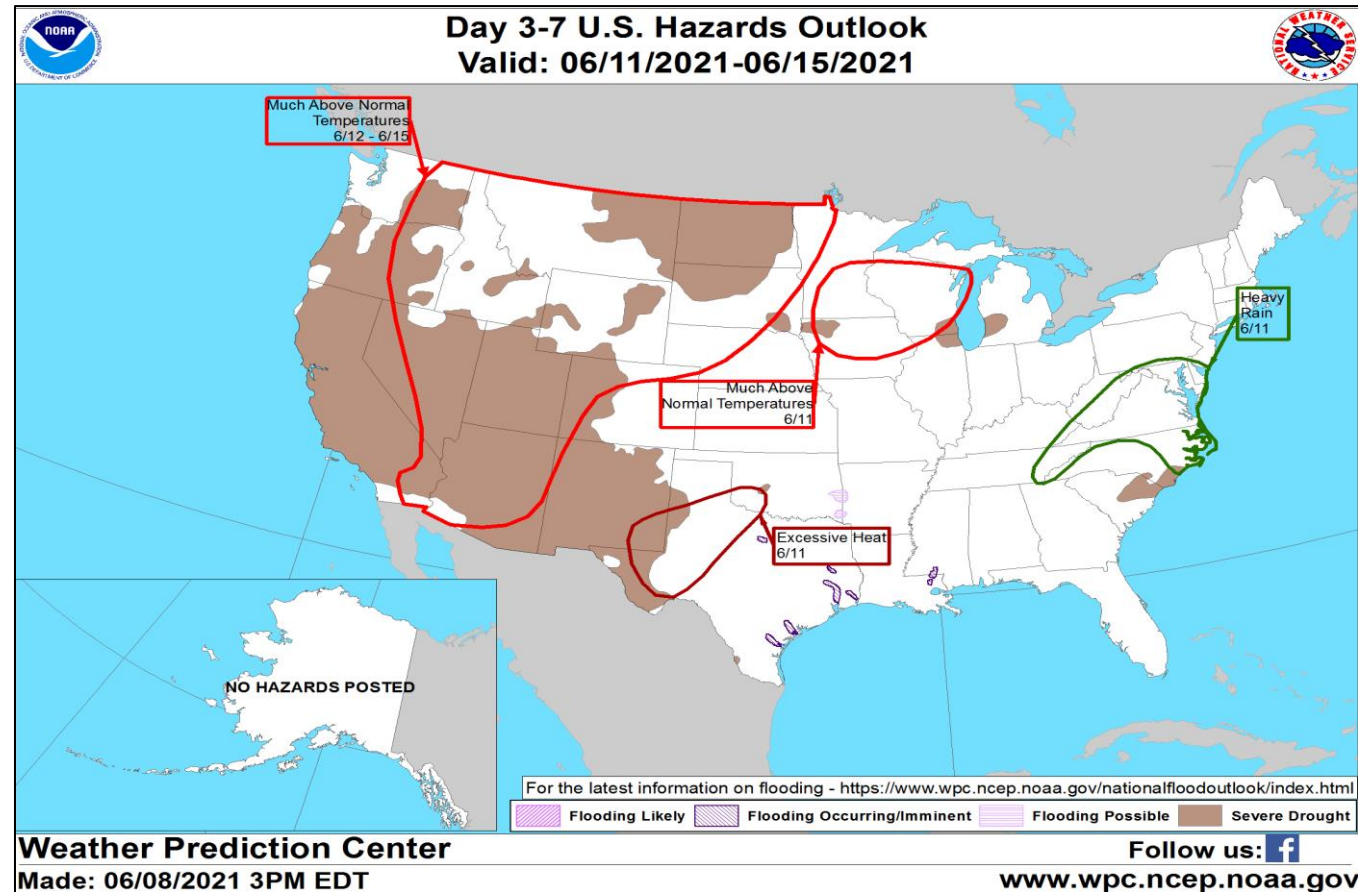 Day 3-7 U.S. Hazards Outlook
Valid: 06/11/2021-06/15/2021
NOAA
Much Above Normal
Temperatures
6/12 - 6/15
Heavy
Rain
6/11
Much Above
Normal Temperatures
6/11
Excessive Heat
6/11
NO HAZARDS POSTED
For the latest information on flooding - https://www.wpc.ncep.noaa.gov/nationalfloodoutlook/index.html
Flooding Likely Flooding Occurring/Imminent Flooding Possible Severe Drought
Weather Prediction Center
Follow us: f
Made: 06/08/2021 3PM EDT
www.wpc.ncep.noaa.gov